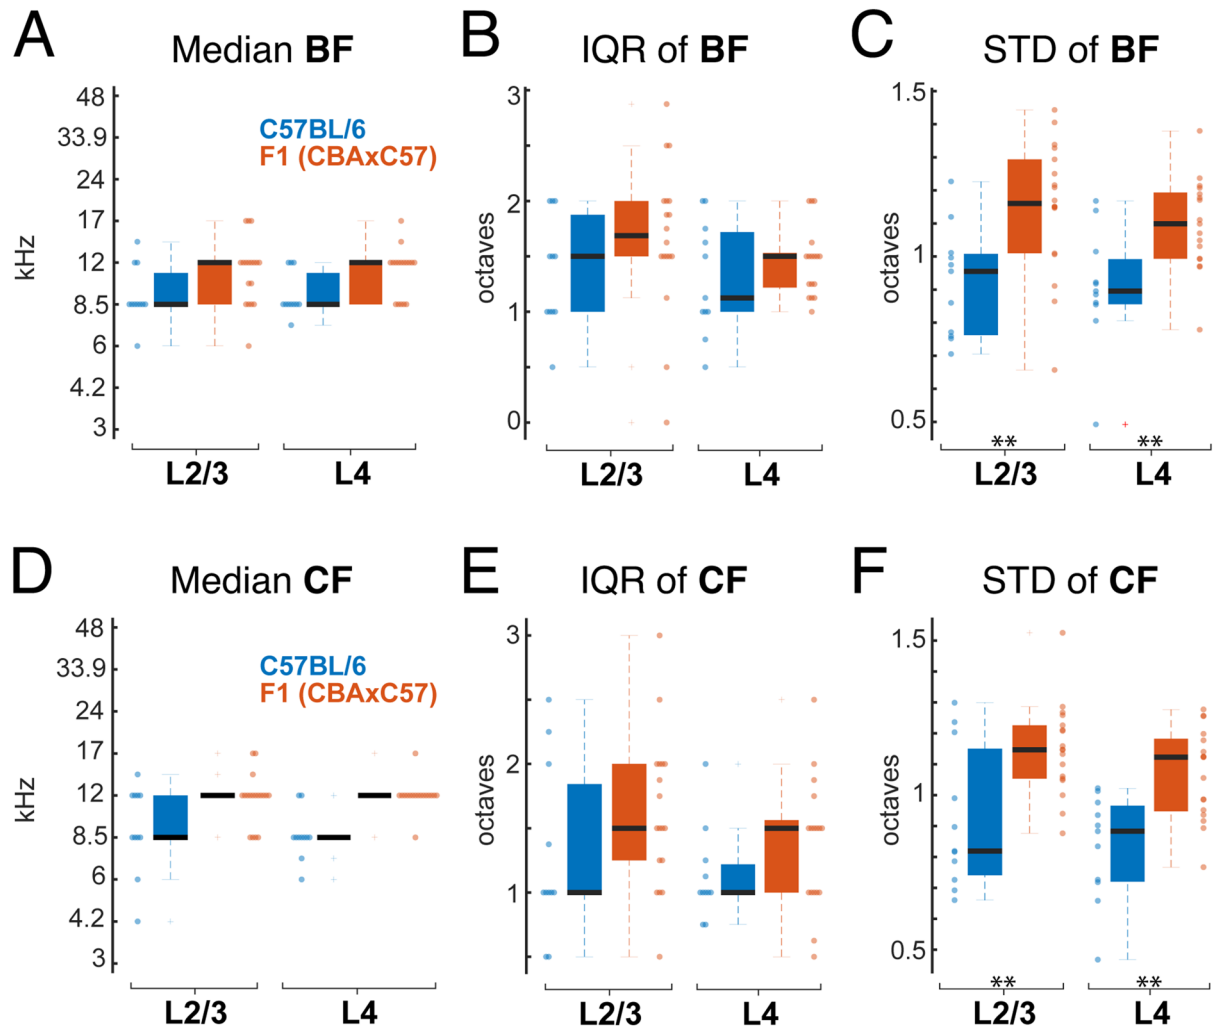 A
Median BF
48
33.9
24
17
12
8.5
6
4.2
3
kHz
C57BL/6
F1 (CBAxC57)
L2/3
L4
B
IQR of BF
3
2
1
0
octaves
L2/3
L4
C
STD of BF
1.5
1
0.5
octaves
**
**
L2/3
L4
D
Median CF
48
33.9
24
17
12
8.5
6
4.2
3
kHz
C57BL/6
F1 (CBAxC57)
L2/3
L4
E
IQR of CF
3
2
1
octaves
L2/3
L4
F
STD of CF
1.5
1
0.5
octaves
**
**
L2/3
L4